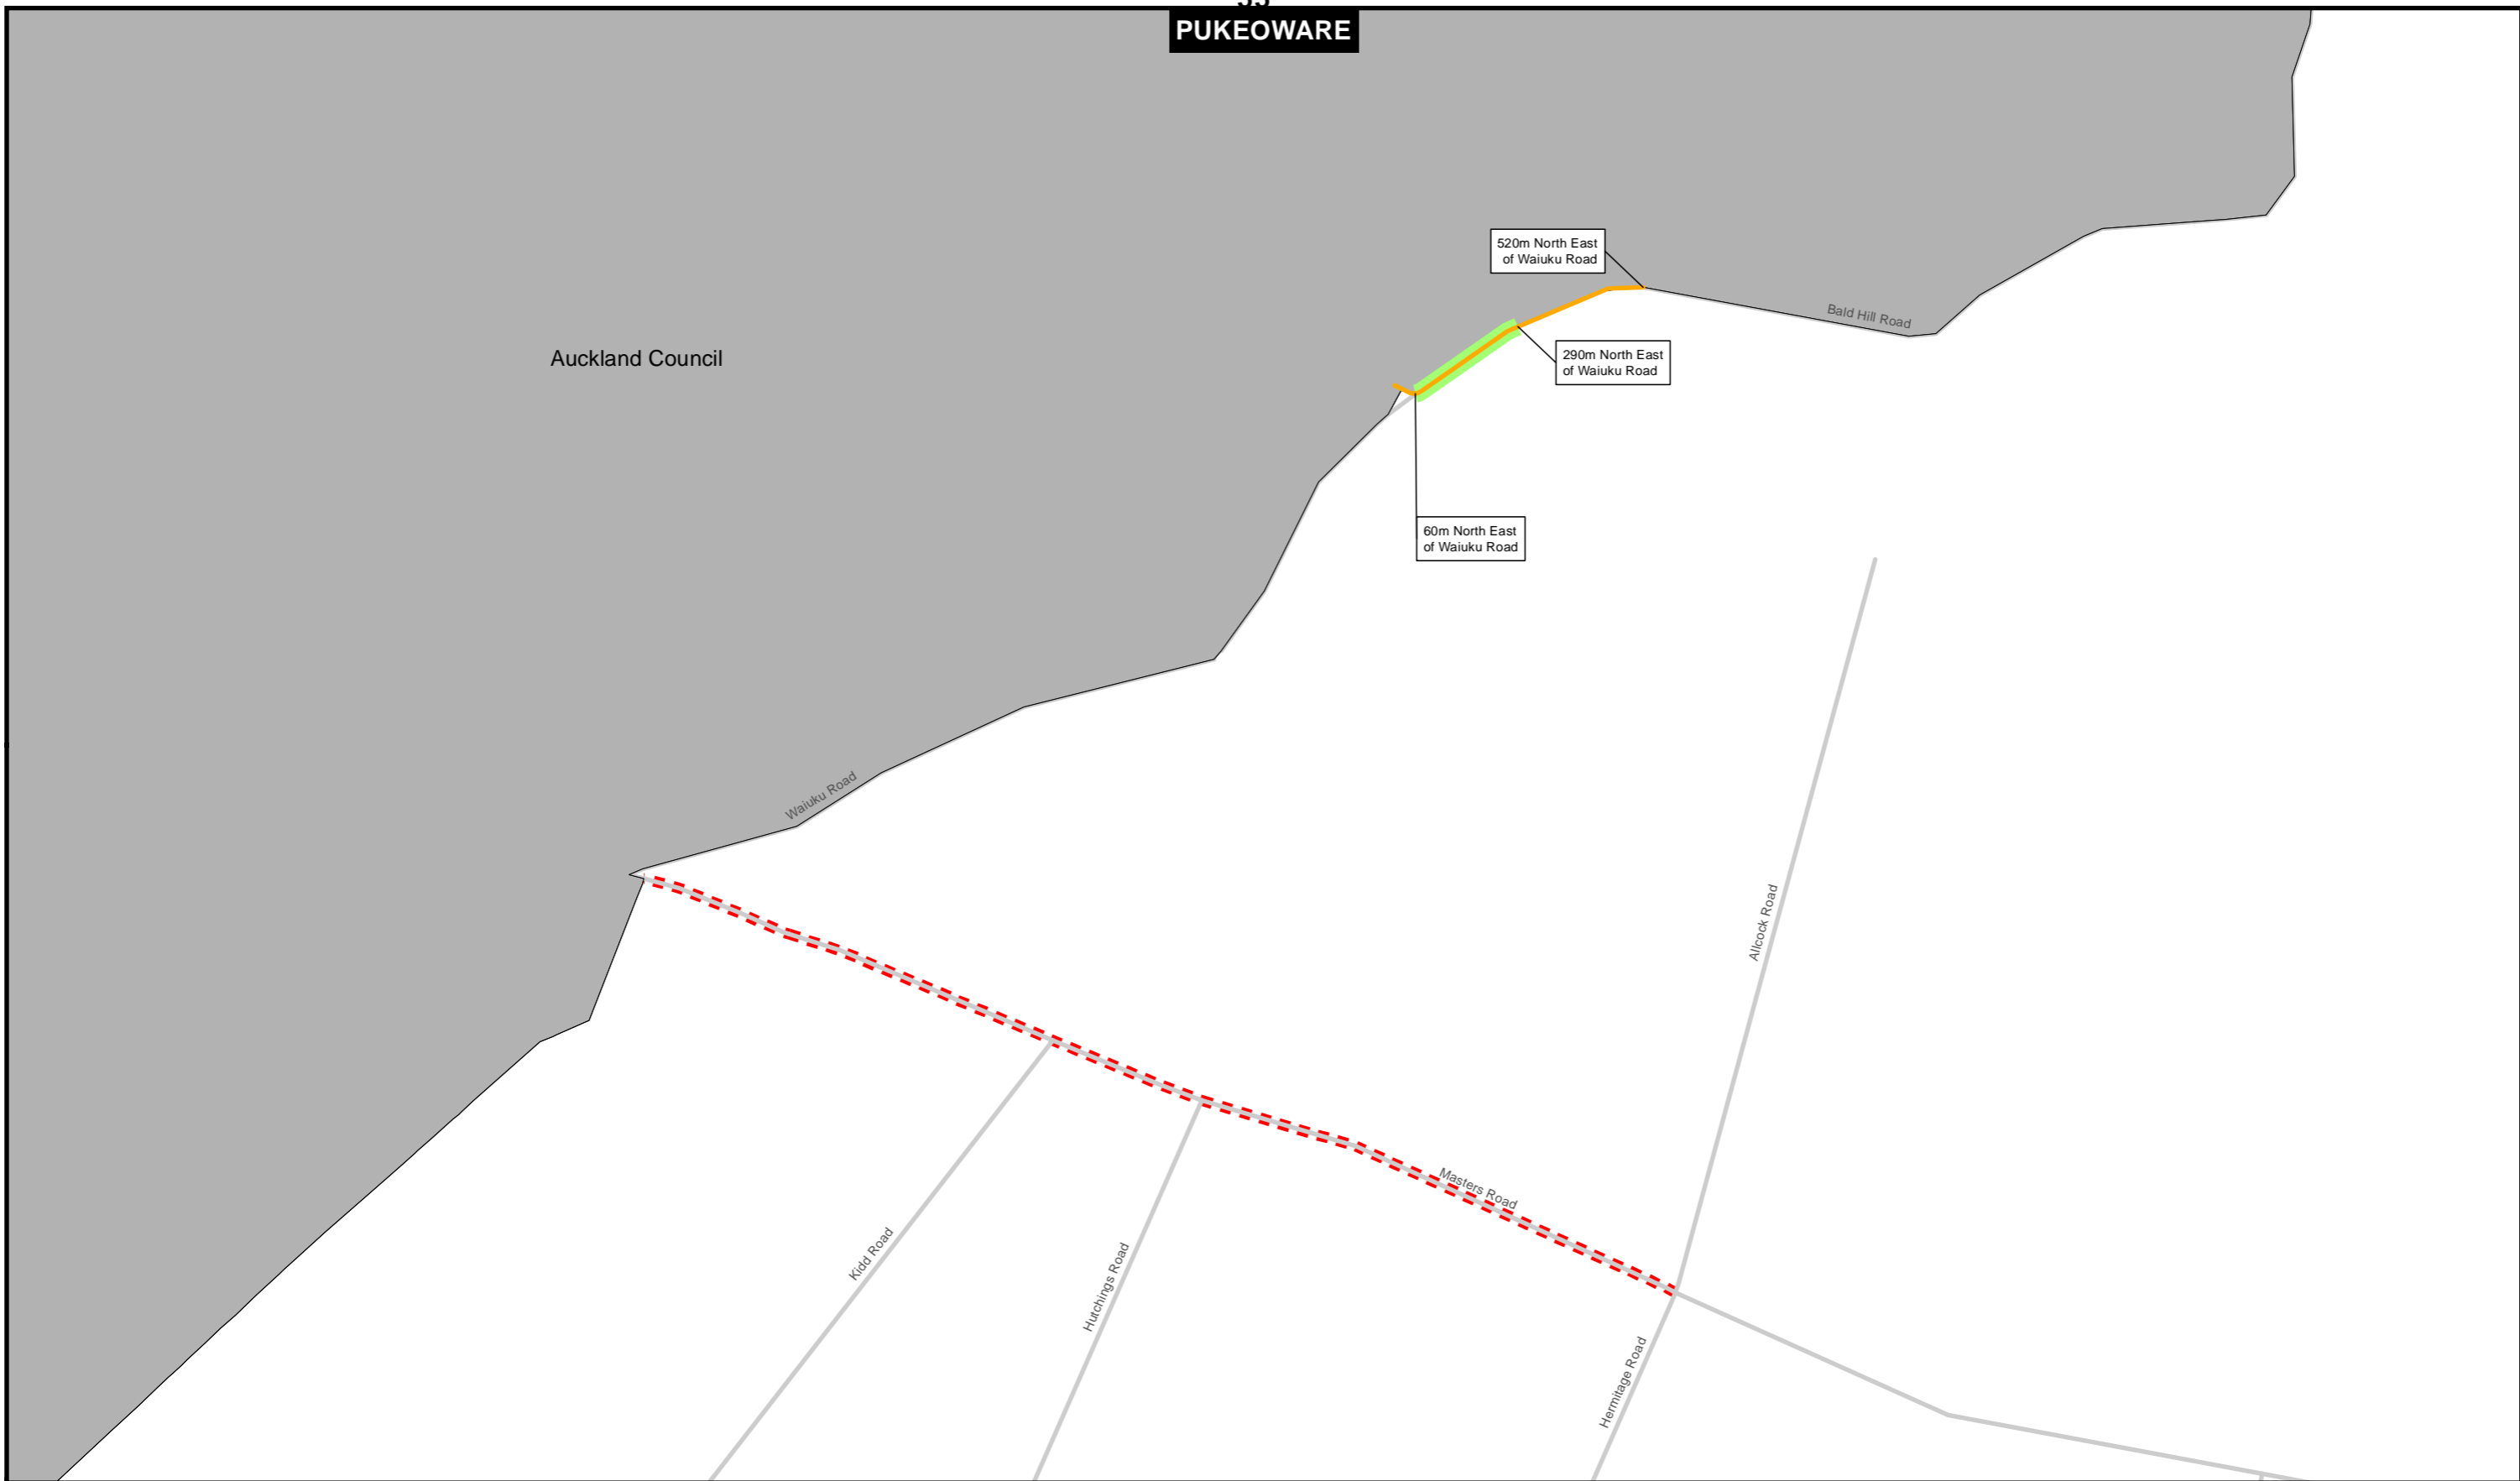 PUKEOWARE
520m North East
of Waiuku Road
Bald Hill Road
Auckland Council
290m North East
of Waiuku Road
60m North East
of Waiuku Road
Waiuku Road
Allcock Road
Masters Road
Kidd Road
Hutchings Road
Hermitage Road